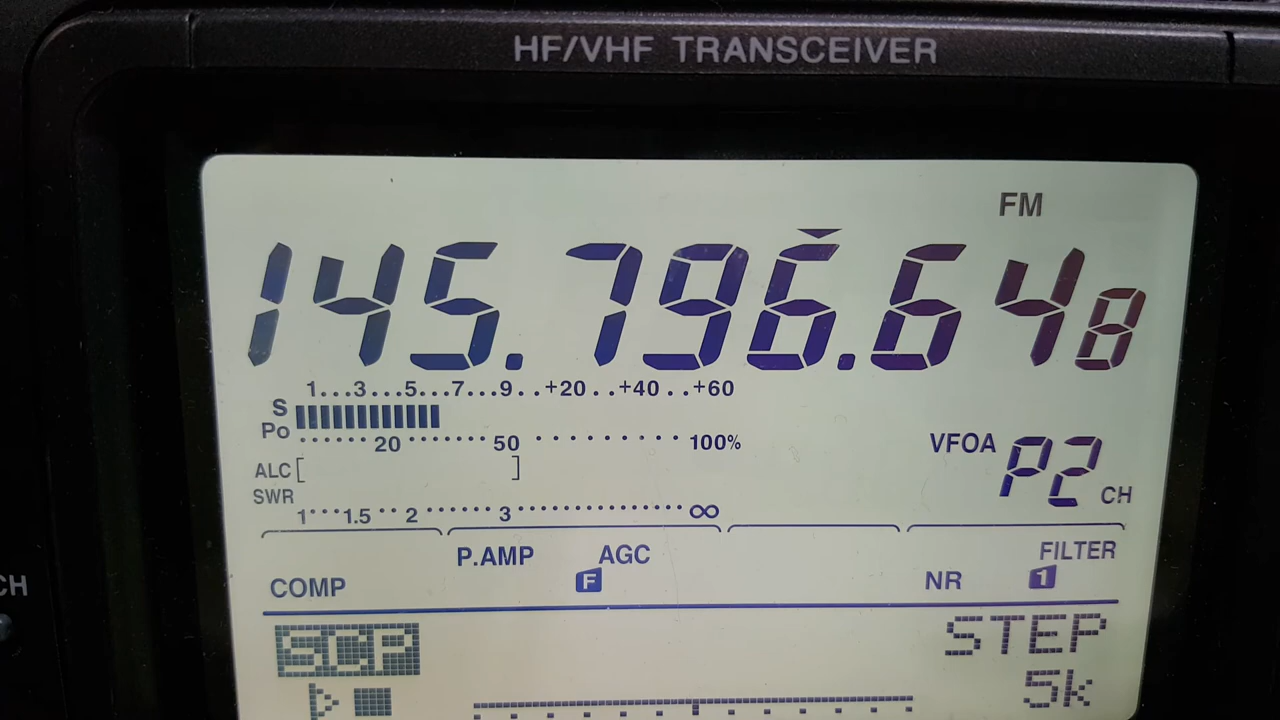 HF/VHF TRANSCEIVER
FM
145.796.648
1...3...5...7...9..+20..+40..+60
S
Po
20 50 100%
VFOA P2 CH
ALC
SWR
1 1.5 2 3 ∞
P.AMP AGC FILTER
COMP F NR 1
SCP STEP
5k
CH